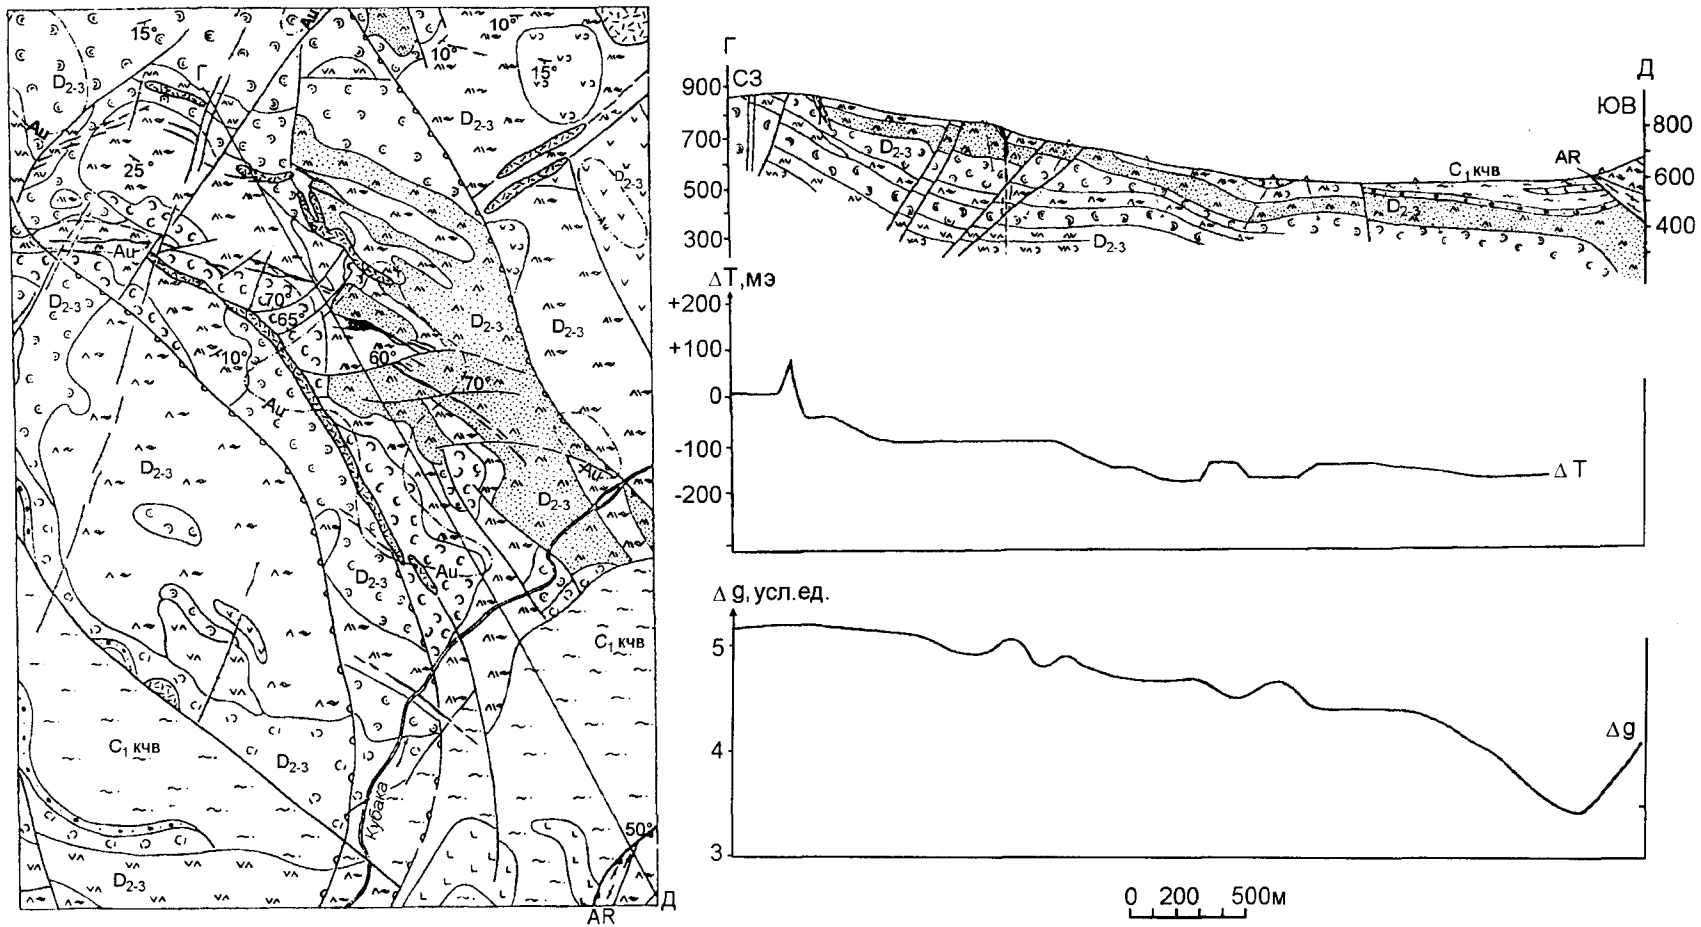 Au
15°
Г
10°
10°
15°
D₂₋₃
D₂₋₃
Au
25
D₂₋₃
Au
D₂₋₃
70°
65°
D₂₋₃
D₂₋₃
10°
60°
70°
Au
D₂₋₃
Au
D₂₋₃
D₂₋₃
Au
C₁ кчв
C₁ кчв
D₂₋₃
Кубака
50°
D₂₋₃
AR
Д
Г
СЗ
Д
ЮВ
900
700
500
300
800
600
400
D₂₋₃
C₁кчв
AR
D₂₋₃
D₂₋₃
ΔT,мэ
+200
+100
0
-100
-200
ΔT
Δg,усл.ед.
5
4
3
Δg
0 200 500м